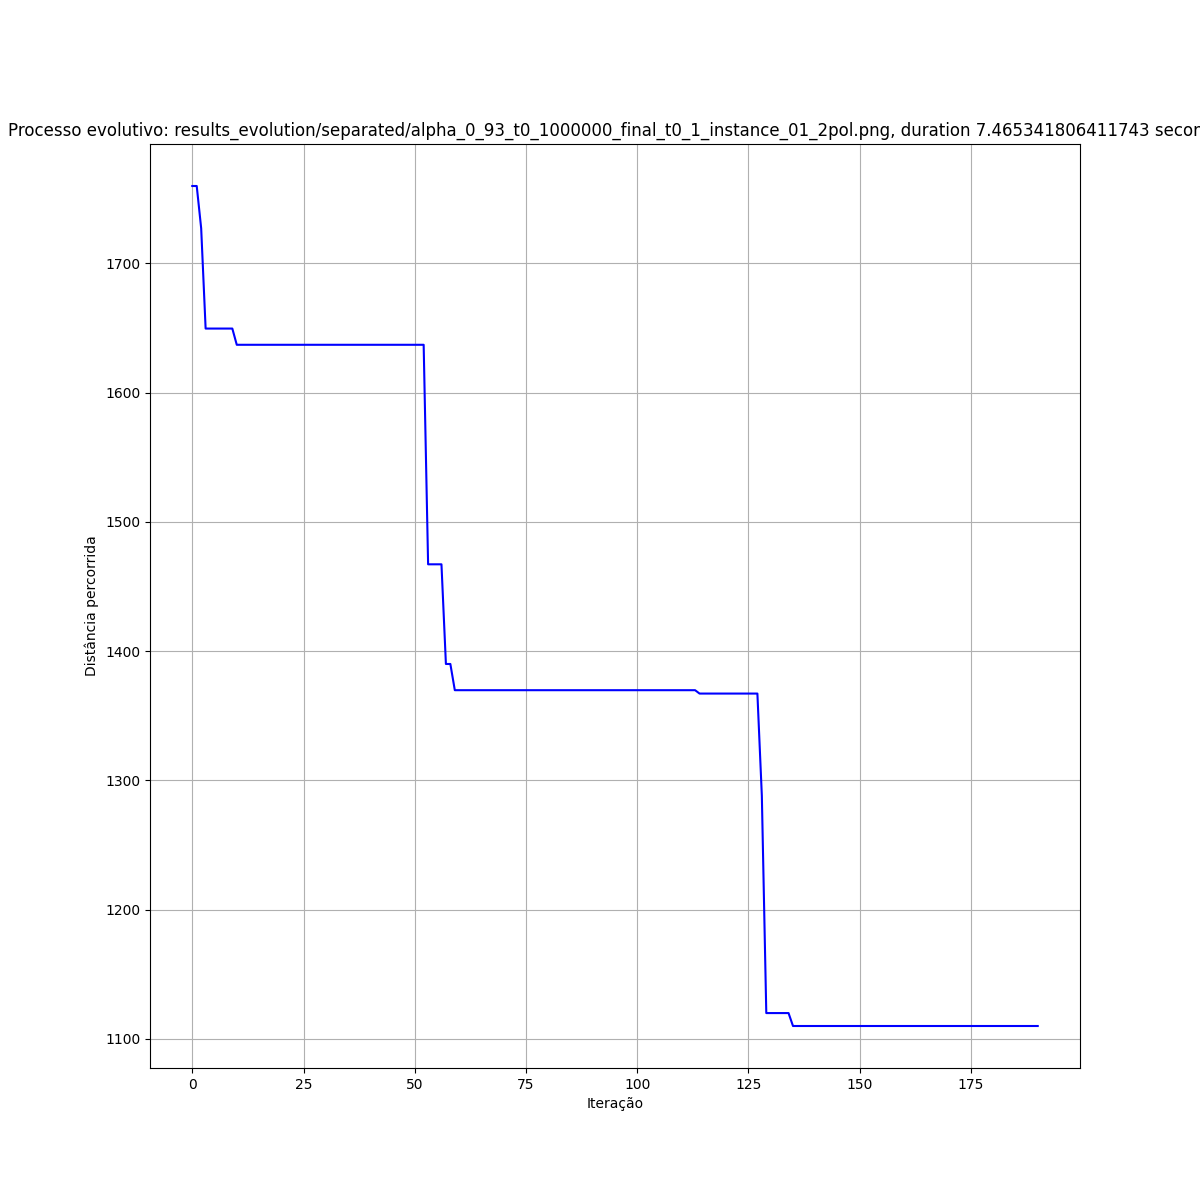 Processo evolutivo: results_evolution/separated/alpha_0_93_t0_1000000_final_t0_1_instance_01_2pol.png, duration 7.465341806411743 secor
1700
1600
1500
1400
1300
1200
1100
Distância percorrida
0 25 50 75 100 125 150 175
Iteração